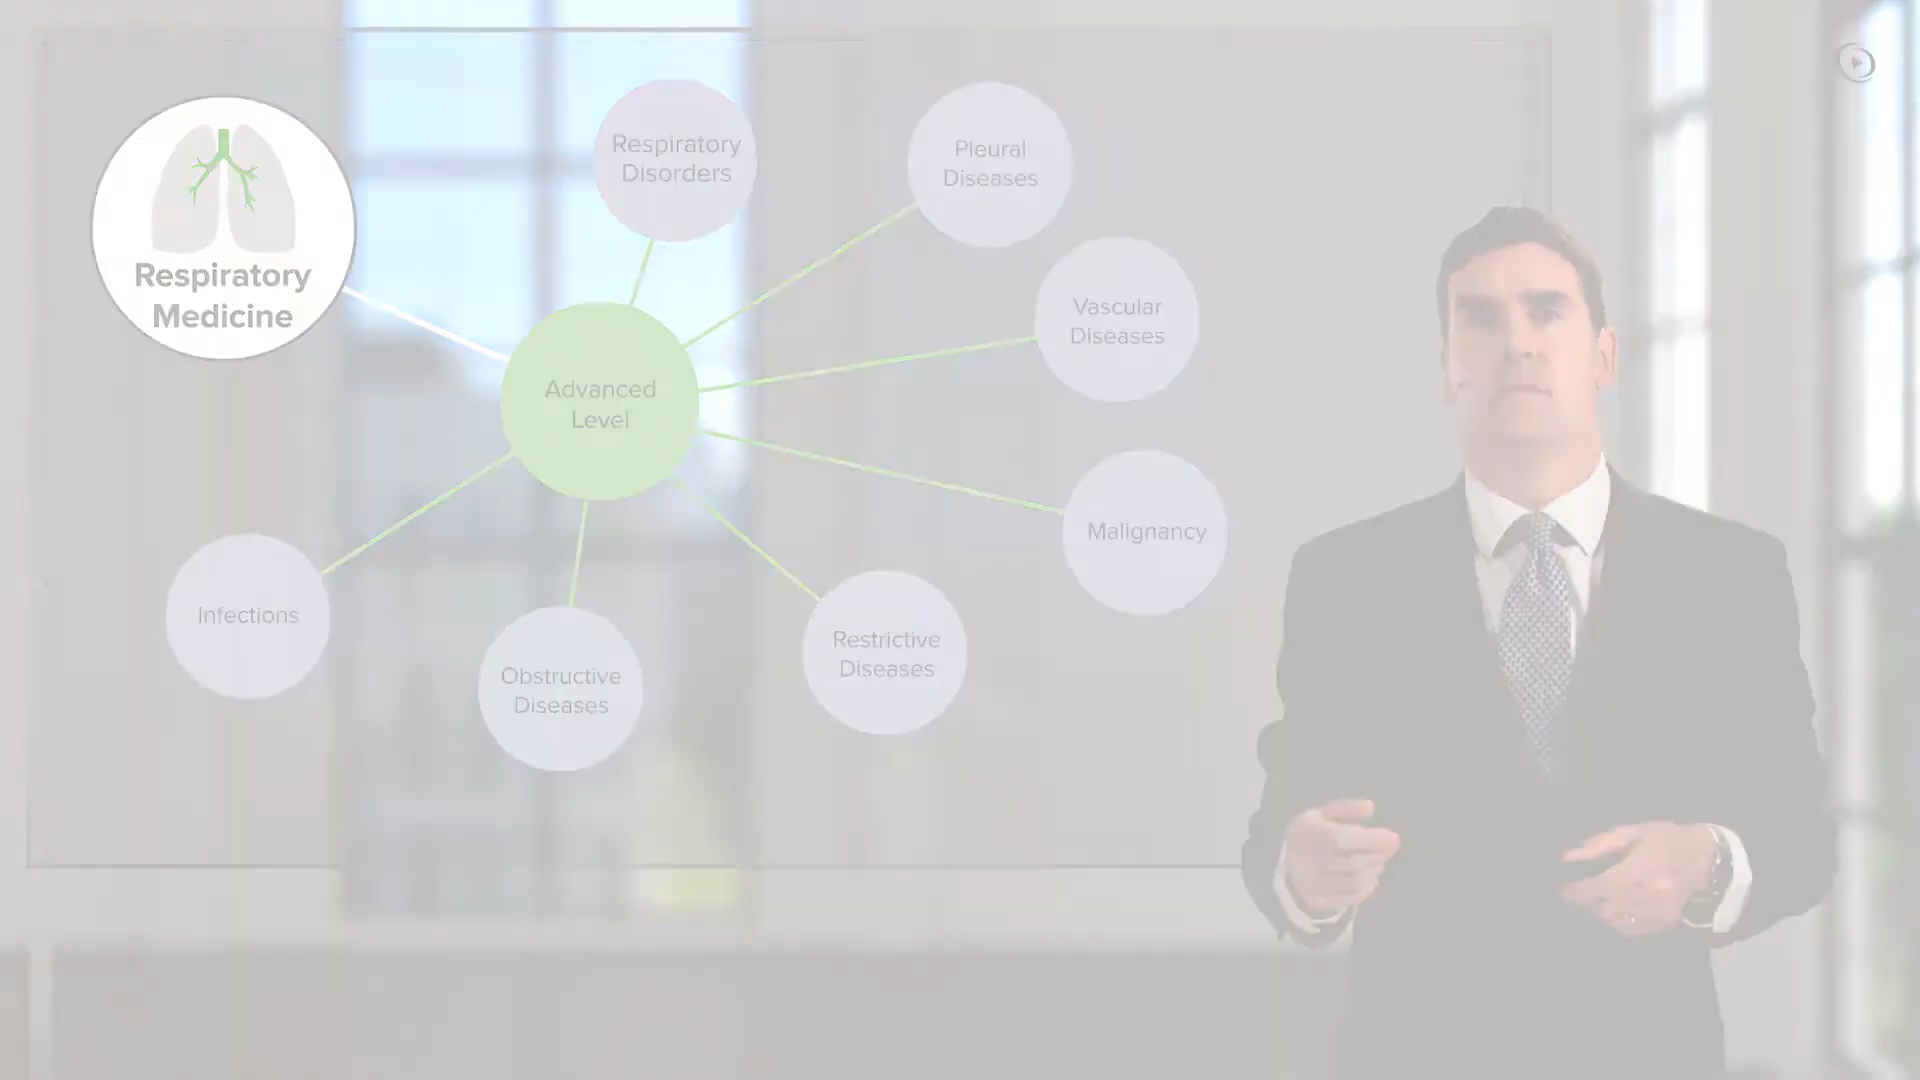 Respiratory
Medicine
Respiratory
Disorders
Pleural
Diseases
Vascular
Diseases
Advanced
Level
Malignancy
Infections
Obstructive
Diseases
Restrictive
Diseases